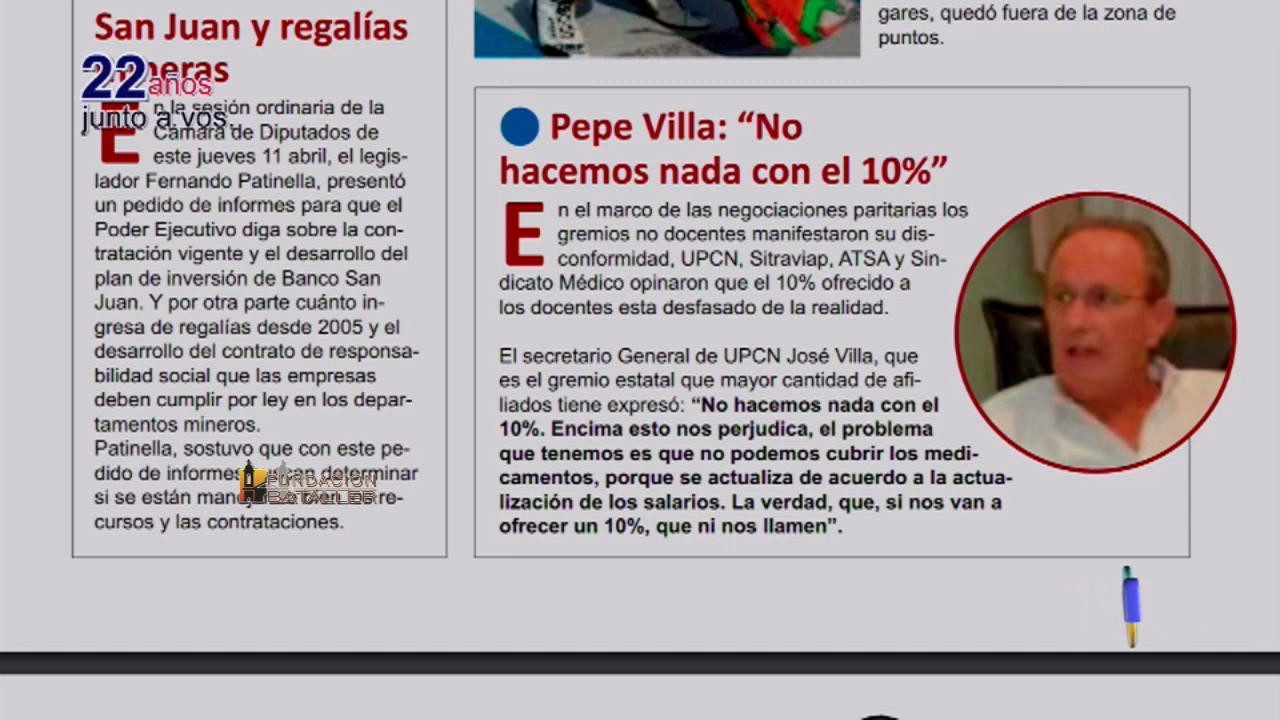 San Juan y regalías
mineras
22 años
junto a vos.
En la sesión ordinaria de la
Cámara de Diputados de
este jueves 11 abril, el legis-
lador Fernando Patinella, presentó
un pedido de informes para que el
Poder Ejecutivo diga sobre la con-
tratación vigente y el desarrollo del
plan de inversión de Banco San
Juan. Y por otra parte cuánto in-
gresa de regalías desde 2005 y el
desarrollo del contrato de responsa-
bilidad social que las empresas
deben cumplir por ley en los depar-
tamentos mineros.
Patinella, sostuvo que con este pe-
dido de informes determinar
si se están re-
cursos y las contrataciones.
FUNDACION
BATALLER
gares, quedó fuera de la zona de
puntos.
Pepe Villa: “No
hacemos nada con el 10%”
En el marco de las negociaciones paritarias los
gremios no docentes manifestaron su dis-
conformidad, UPCN, Sitraviap, ATSA y Sin-
dicato Médico opinaron que el 10% ofrecido a
los docentes esta desfasado de la realidad.
El secretario General de UPCN José Villa, que
es el gremio estatal que mayor cantidad de afi-
liados tiene expresó: “No hacemos nada con el
10%. Encima esto nos perjudica, el problema
que tenemos es que no podemos cubrir los medi-
camentos, porque se actualiza de acuerdo a la actua-
lización de los salarios. La verdad, que, si nos van a
ofrecer un 10%, que ni nos llamen”.